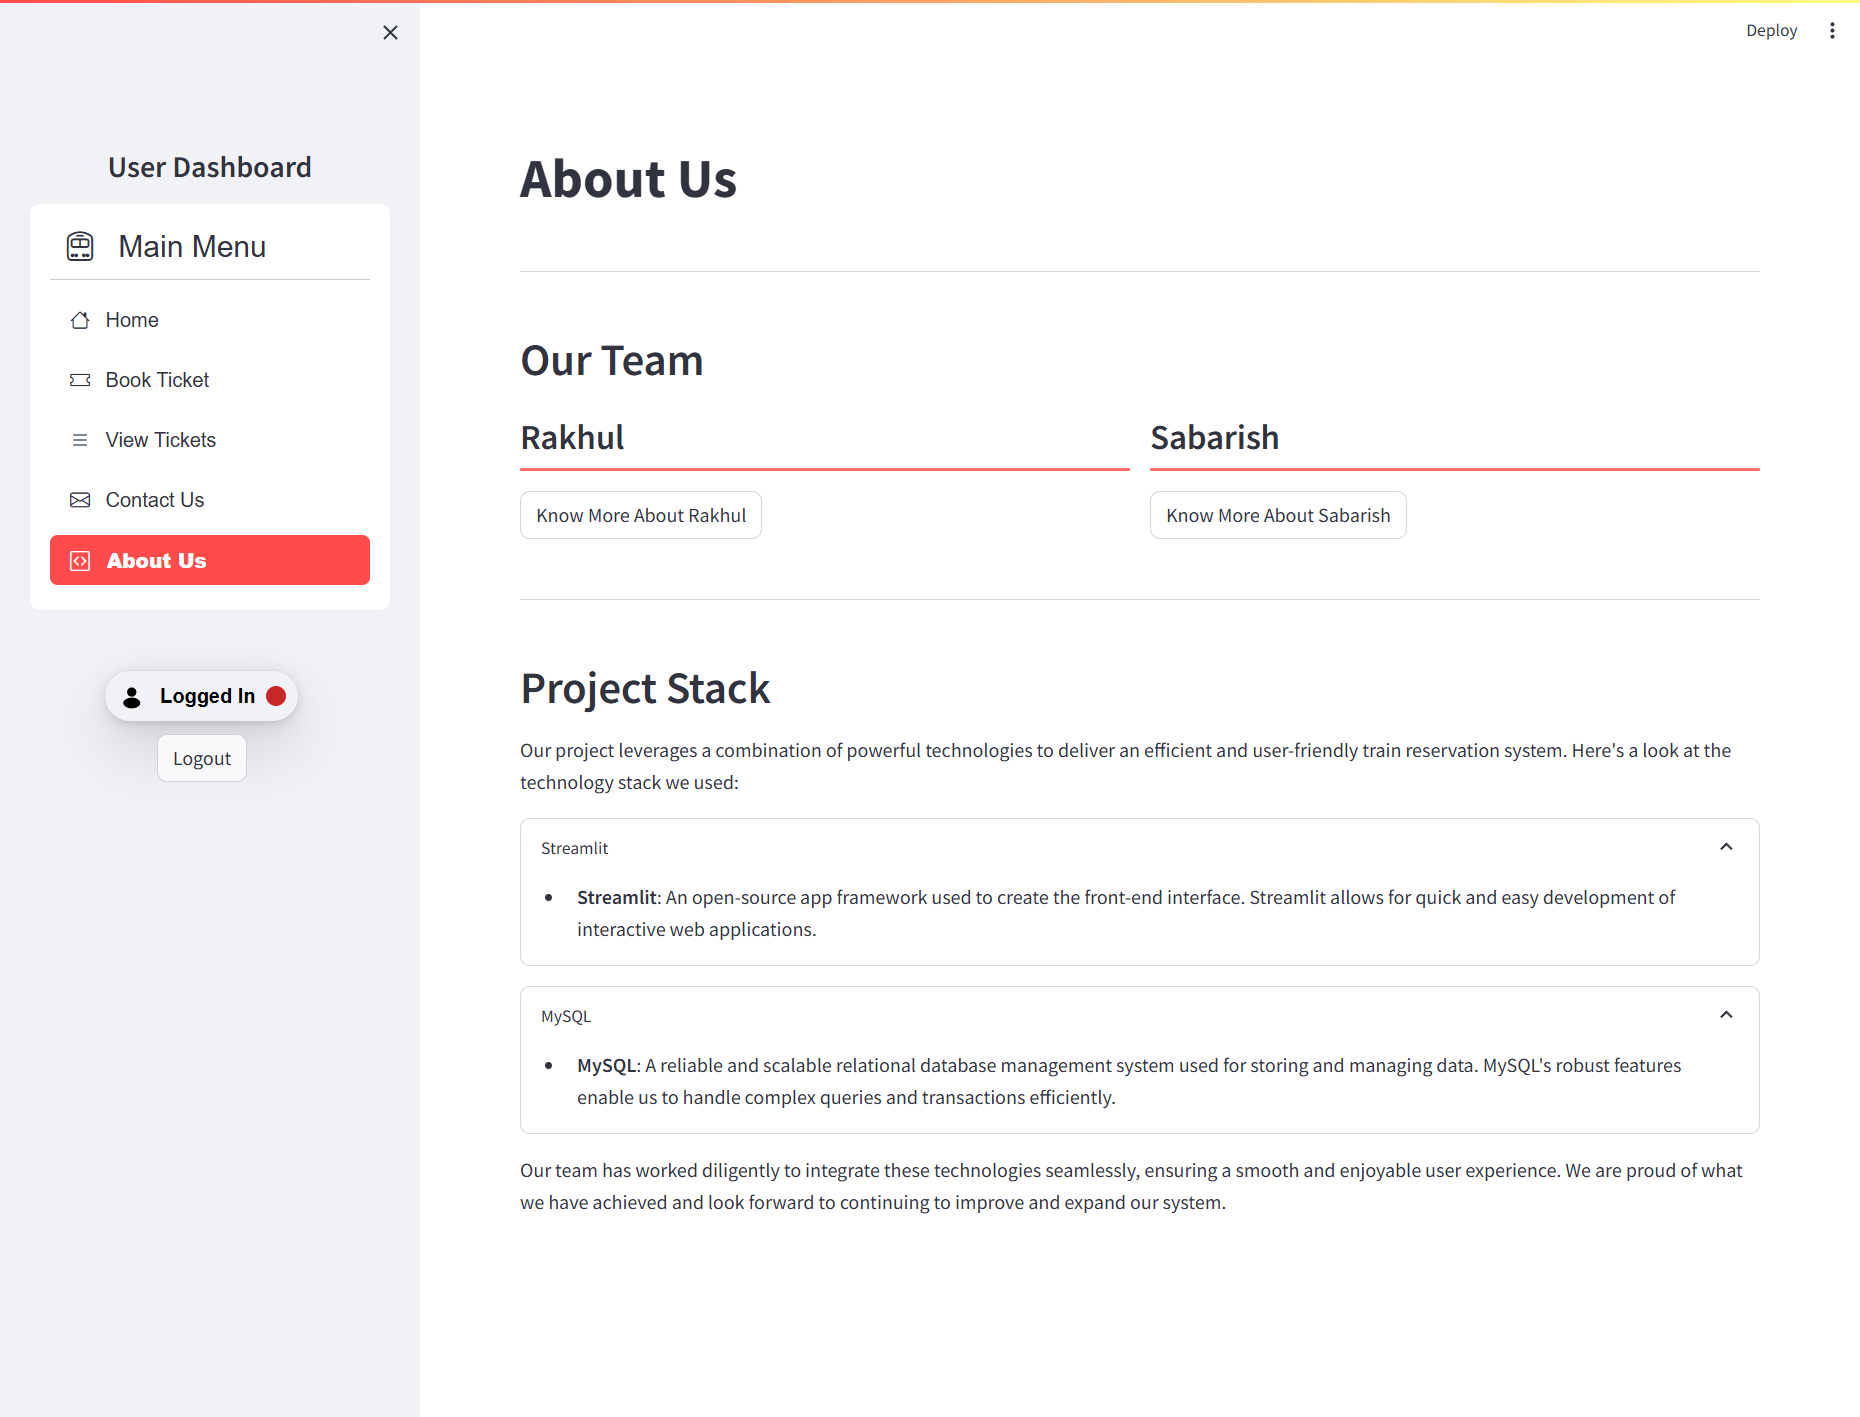 Deploy
User Dashboard
Main Menu
Home
Book Ticket
View Tickets
Contact Us
About Us
Logged In
Logout
About Us
Our Team
Rakhul
Know More About Rakhul
Sabarish
Know More About Sabarish
Project Stack
Our project leverages a combination of powerful technologies to deliver an efficient and user-friendly train reservation system. Here's a look at the
technology stack we used:
Streamlit
Streamlit: An open-source app framework used to create the front-end interface. Streamlit allows for quick and easy development of
interactive web applications.
MySQL
MySQL: A reliable and scalable relational database management system used for storing and managing data. MySQL's robust features
enable us to handle complex queries and transactions efficiently.
Our team has worked diligently to integrate these technologies seamlessly, ensuring a smooth and enjoyable user experience. We are proud of what
we have achieved and look forward to continuing to improve and expand our system.